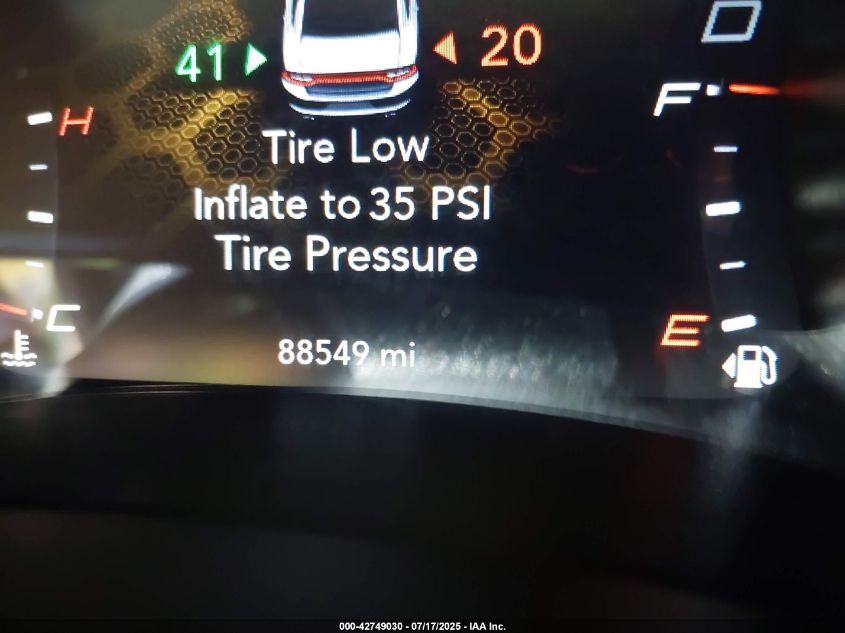 D
41 20
H F
Tire Low
Inflate to 35 PSI
Tire Pressure
C E
88549 mi
000-42749030 - 07/17/2025 - IAA Inc.